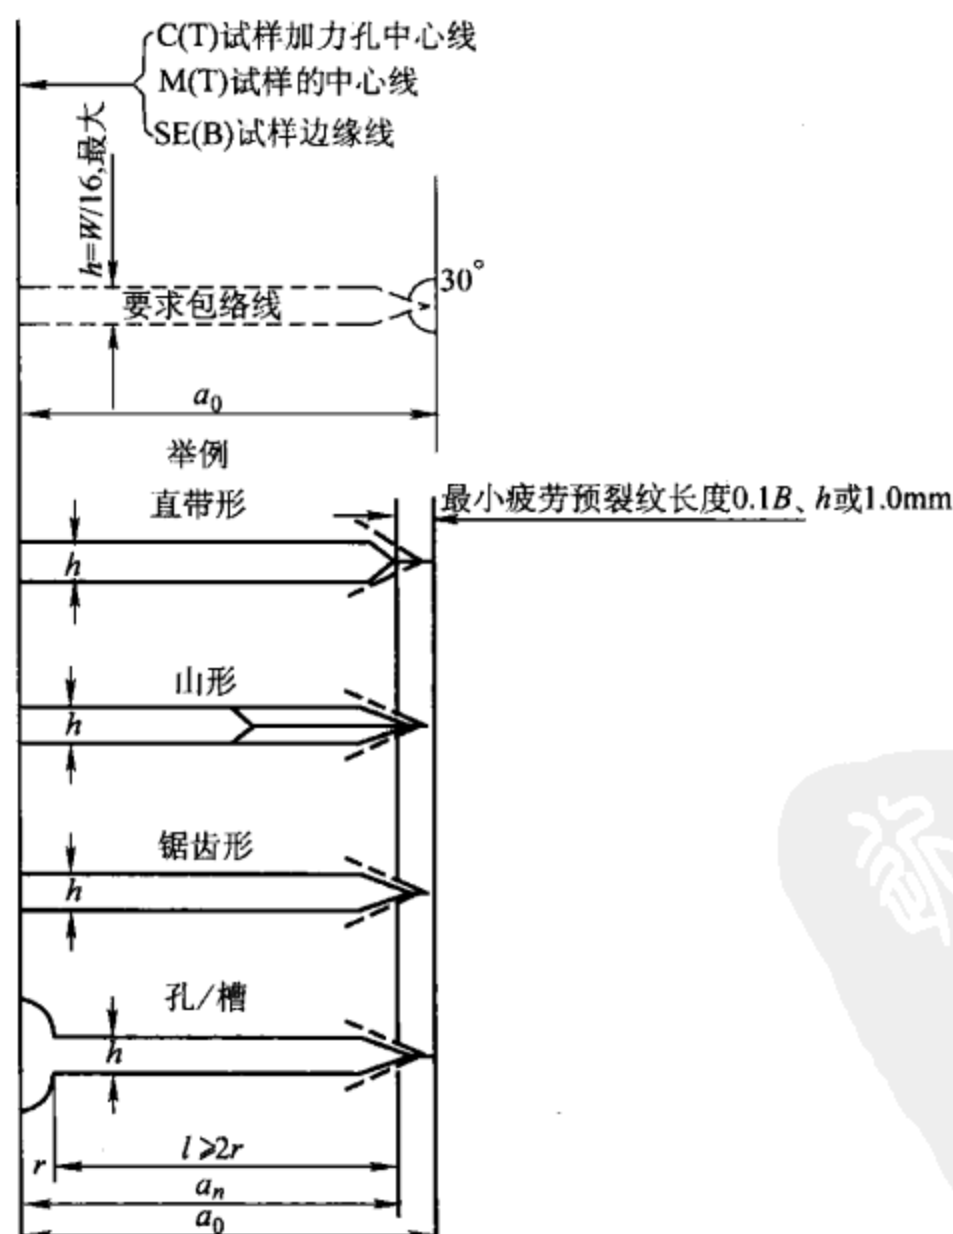 C(T)试样加力孔中心线
M(T)试样的中心线
SE(B)试样边缘线
h=W/16,最大
30°
要求包络线
a₀
举例
直带形
最小疲劳预裂纹长度0.1B、h或1.0mm
h
山形
h
锯齿形
h
孔/槽
h
l≥2r
r
aₙ
a₀